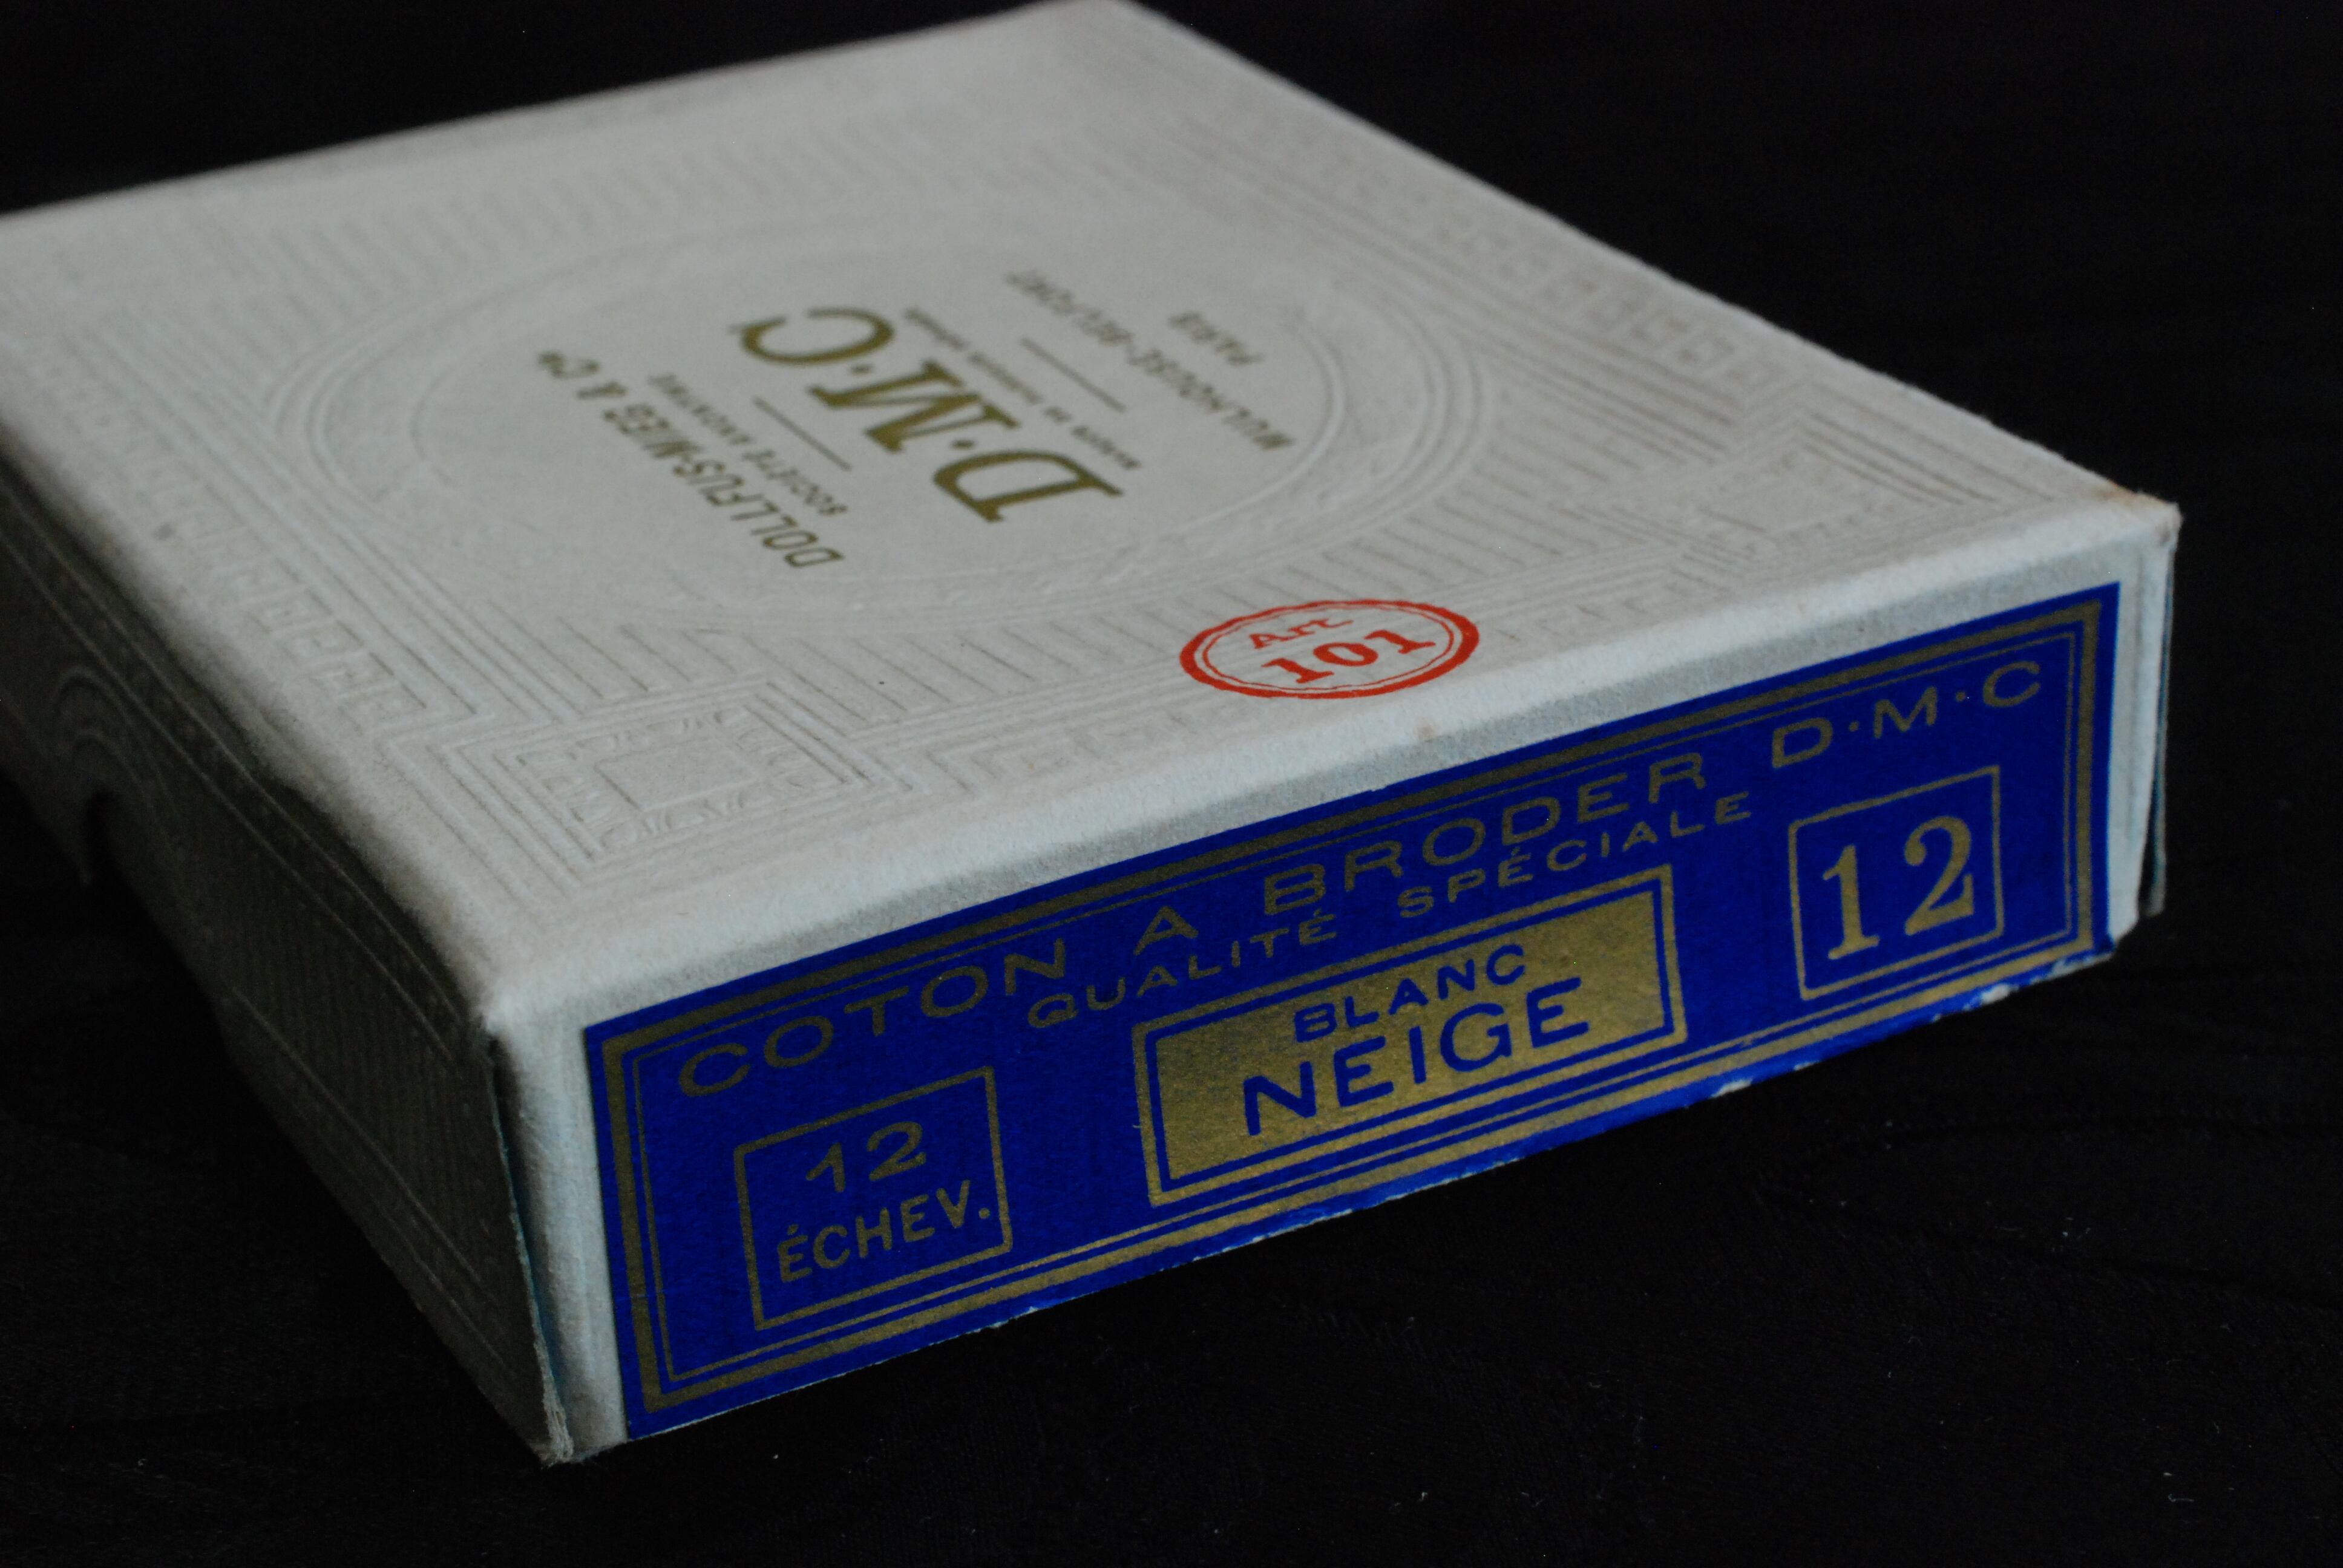 DOLLFUS-MIEG & Cie
SOCIÉTÉ ANONYME
D·M·C
MULHOUSE-BELFORT
PARIS
Art.
101
COTON A BRODER D·M·C
QUALITÉ SPÉCIALE
12
ÉCHEV.
BLANC
NEIGE
12